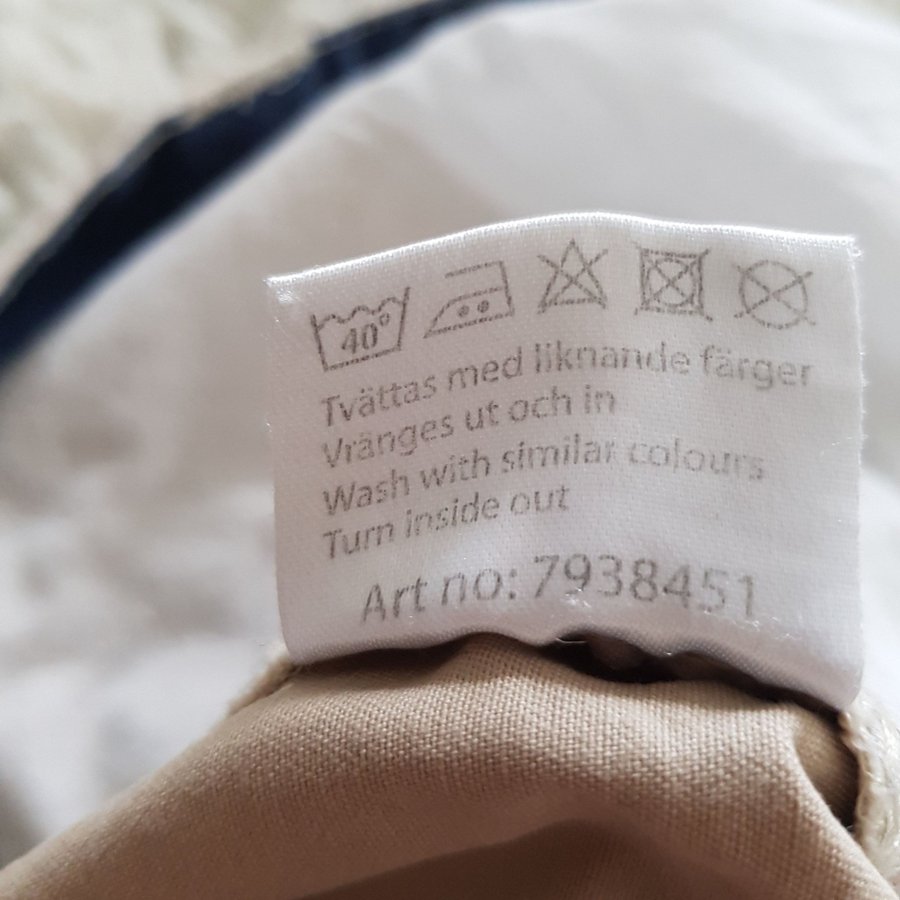 40°
Tvättas med liknande färger
Vränges ut och in
Wash with similar colours
Turn inside out
Art no: 7938451